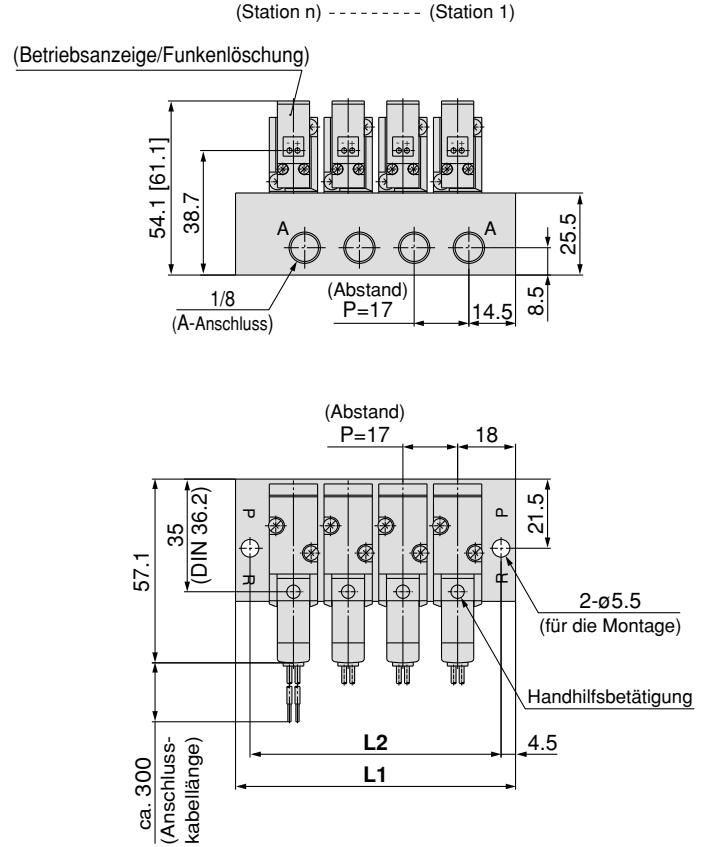 (Station n) --------- (Station 1)
(Betriebsanzeige/Funkenlöschung)
54.1 [61.1]
38.7
- +
- +
- +
- +
A
A
25.5
8.5
1/8
(A-Anschluss)
(Abstand)
P=17
14.5
(Abstand)
P=17
18
57.1
35
(DIN 36.2)
P
R
P
R
21.5
2-ø5.5
(für die Montage)
Handhilfsbetätigung
ca. 300
(Anschluss-
kabellänge)
L2
4.5
L1